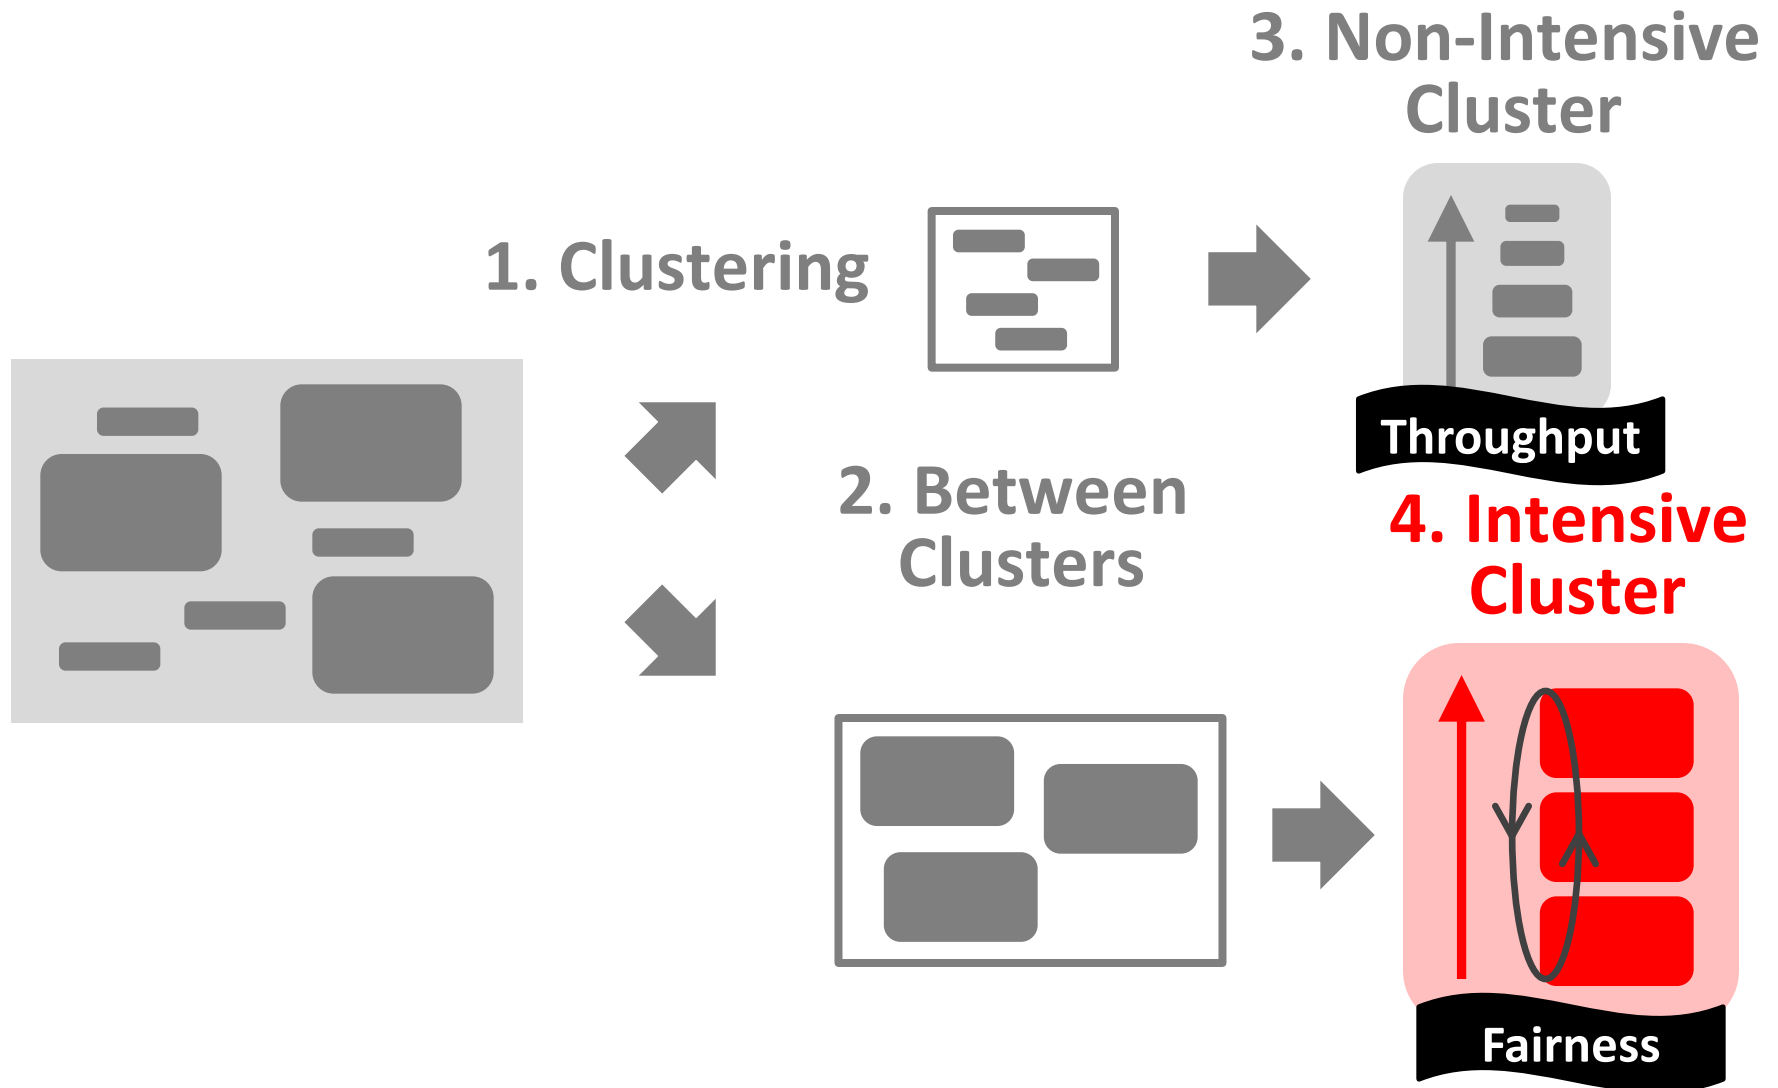 1. Clustering
2. Between
Clusters
3. Non-Intensive
Cluster
Throughput
4. Intensive
Cluster
Fairness